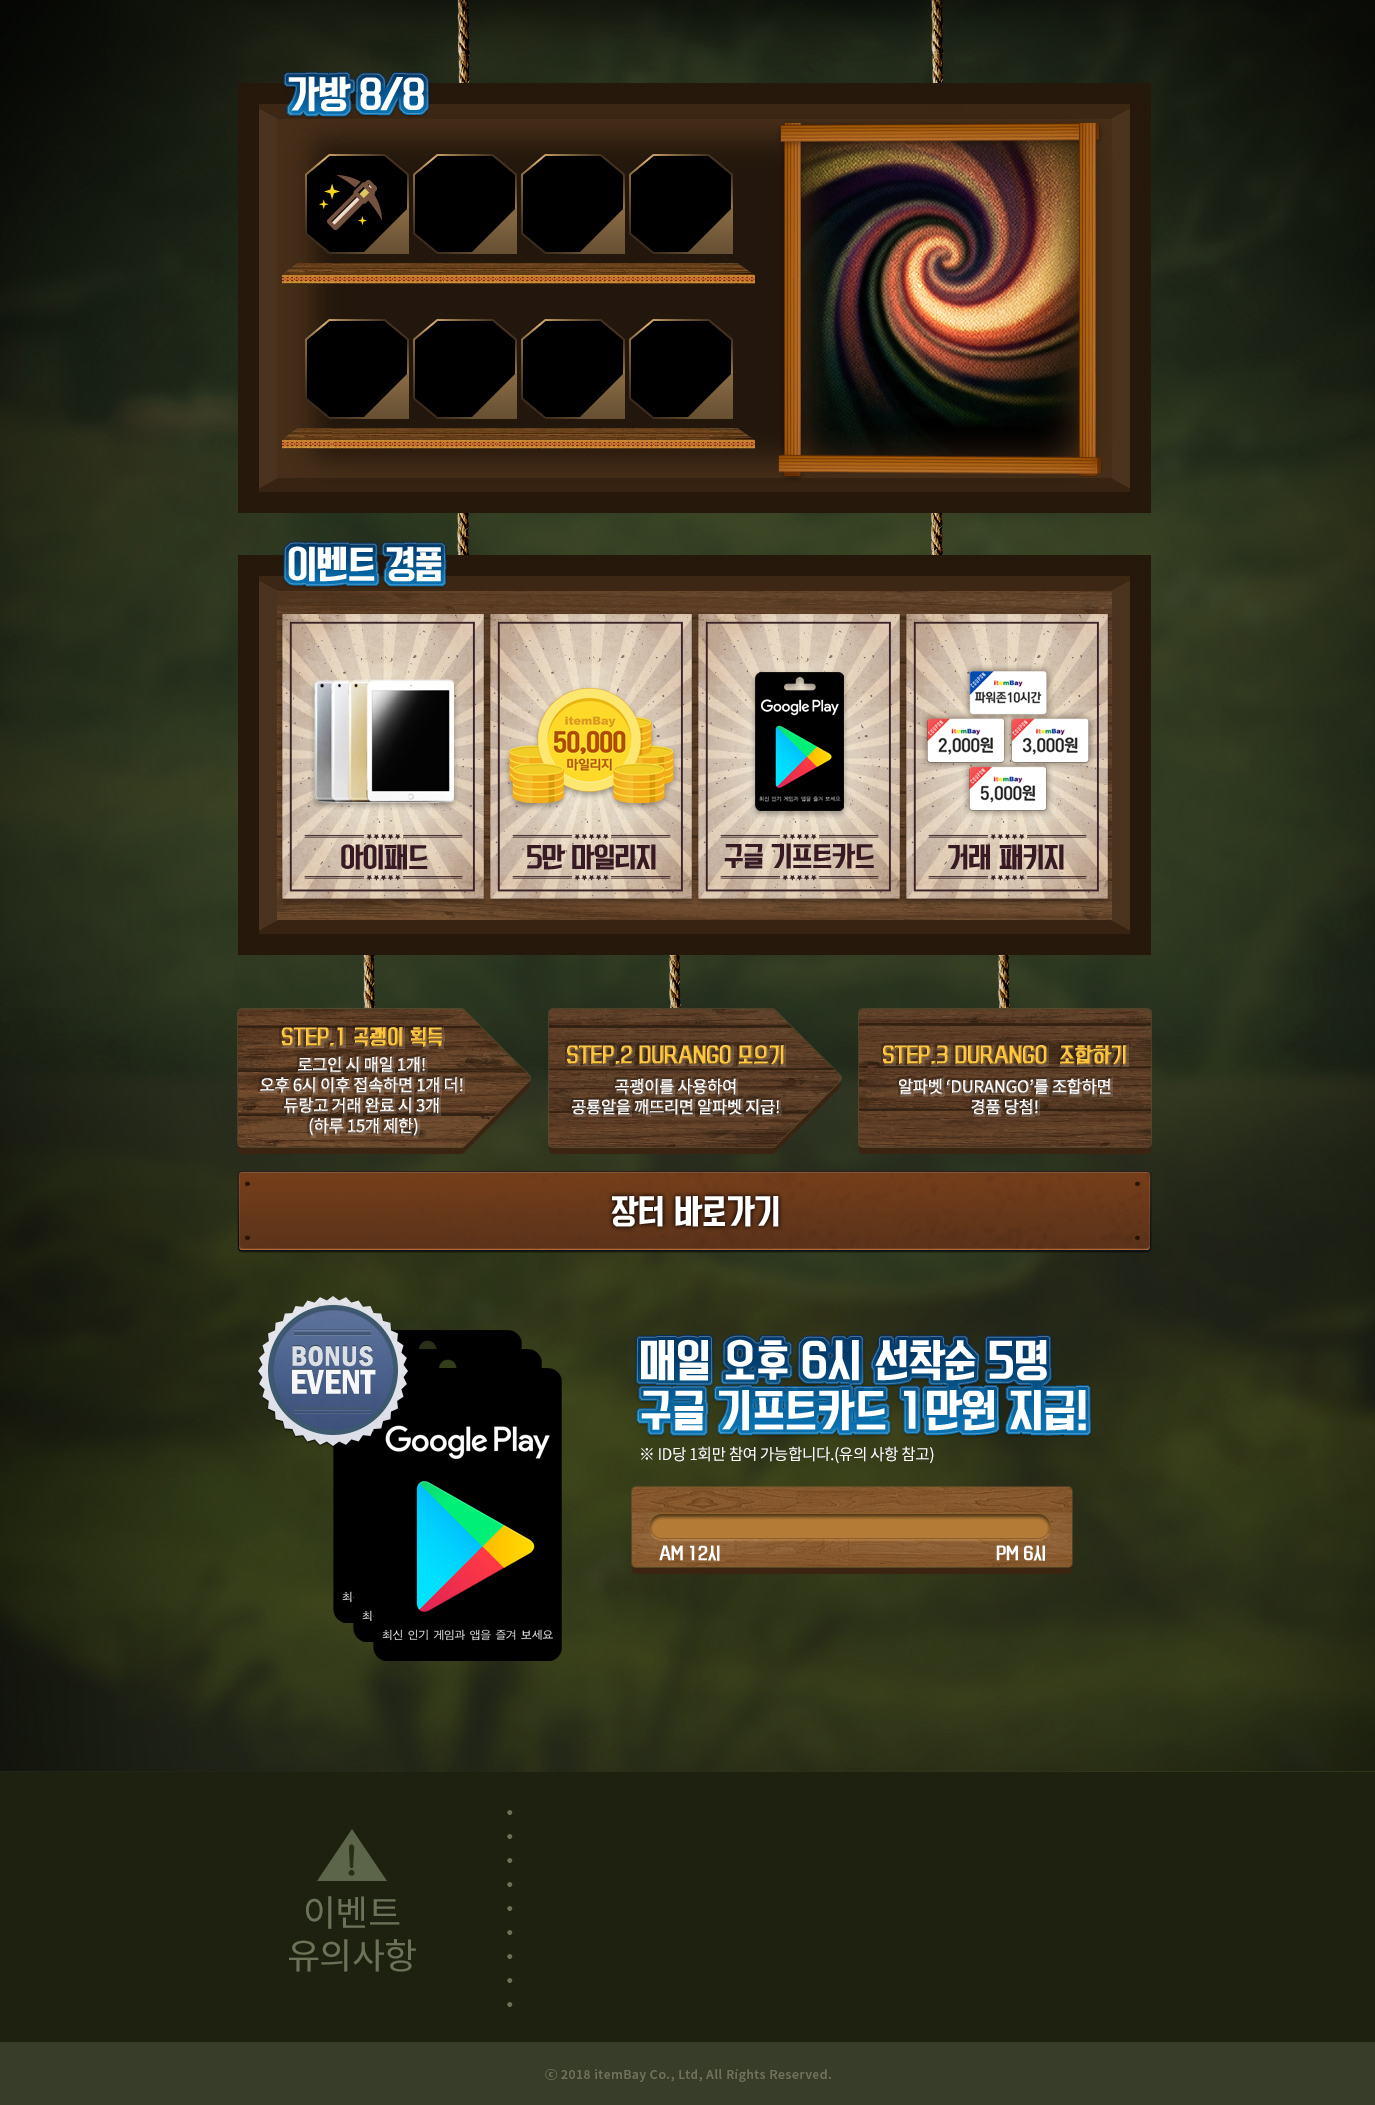 가방 8/8
이벤트 경품
itemBay
50,000
마일리지
Google Play
최신 인기 게임과 앱을 즐겨 보세요
COUPON
itemBay
파워존10시간
COUPON
itemBay
2,000원
COUPON
itemBay
3,000원
COUPON
itemBay
5,000원
아이패드
5만 마일리지
구글 기프트카드
거래 패키지
STEP.1 곡괭이 획득
로그인 시 매일 1개!
오후 6시 이후 접속하면 1개 더!
듀랑고 거래 완료 시 3개
(하루 15개 제한)
STEP.2 DURANGO 모으기
곡괭이를 사용하여
공룡알을 깨뜨리면 알파벳 지급!
STEP.3 DURANGO 조합하기
알파벳 ‘DURANGO’를 조합하면
경품 당첨!
장터 바로가기
BONUS
EVENT
Google Play
최
최
최신 인기 게임과 앱을 즐겨 보세요
매일 오후 6시 선착순 5명
구글 기프트카드 1만원 지급!
※ ID당 1회만 참여 가능합니다.(유의 사항 참고)
AM 12시
PM 6시
이벤트
유의사항
ⓒ 2018 itemBay Co., Ltd, All Rights Reserved.